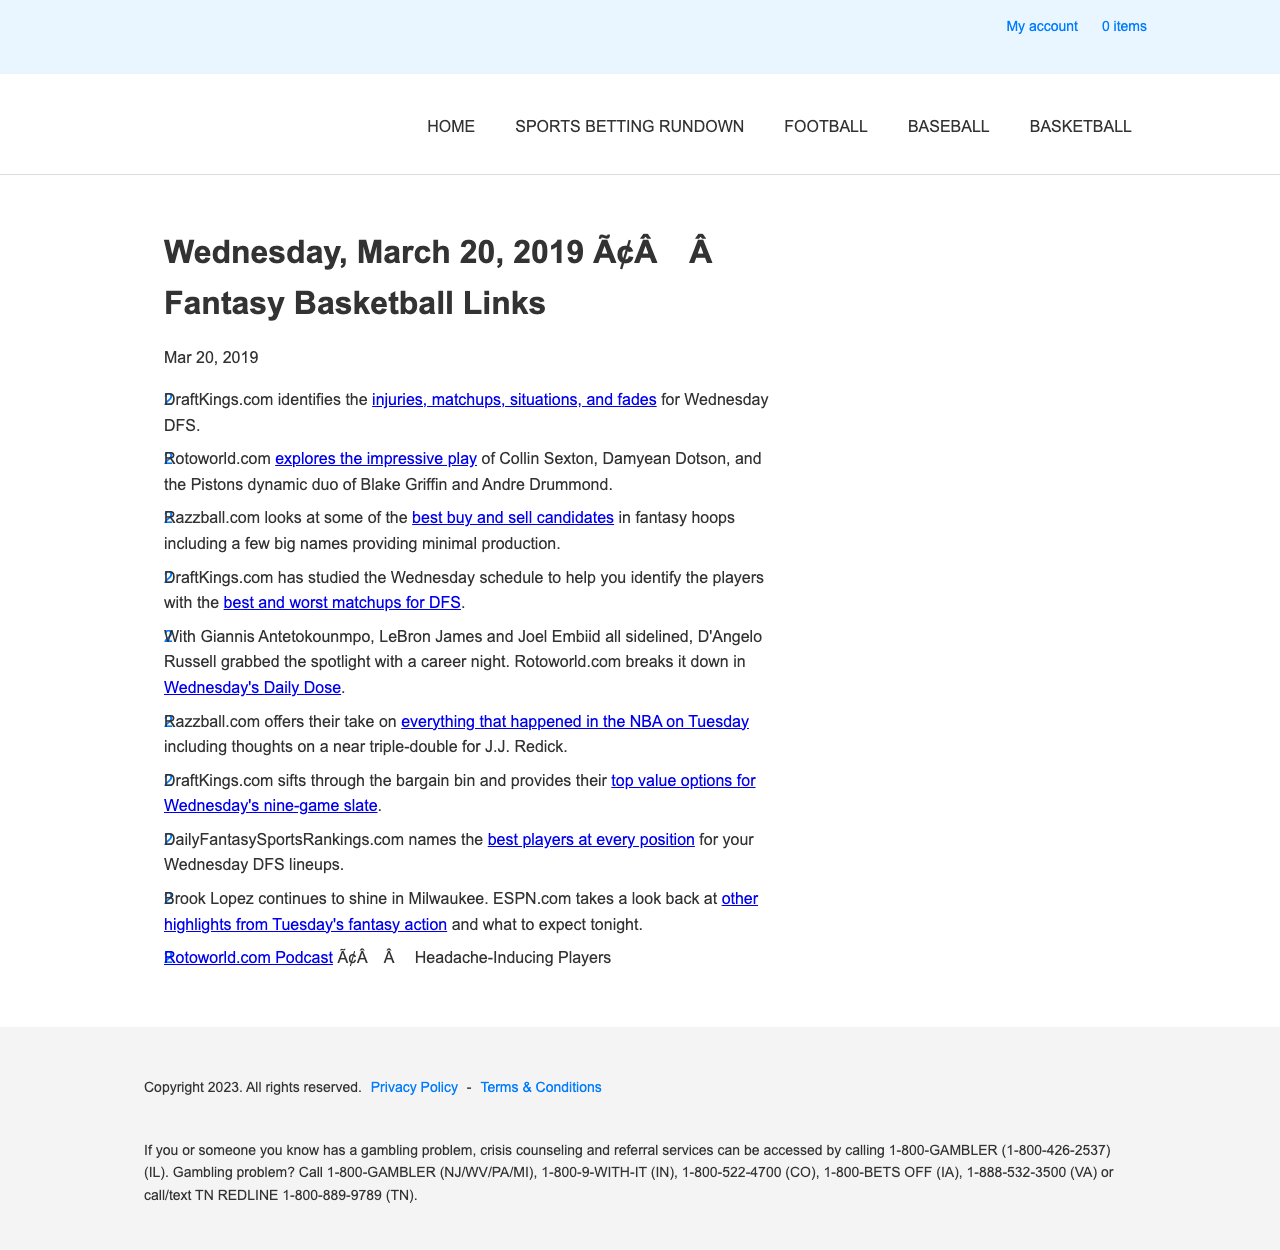 My account 0 items
HOME SPORTS BETTING RUNDOWN FOOTBALL BASEBALL BASKETBALL
Wednesday, March 20, 2019 Ã¢Â Â
Fantasy Basketball Links
Mar 20, 2019
DraftKings.com identifies the injuries, matchups, situations, and fades for Wednesday
DFS.
Rotoworld.com explores the impressive play of Collin Sexton, Damyean Dotson, and
the Pistons dynamic duo of Blake Griffin and Andre Drummond.
Razzball.com looks at some of the best buy and sell candidates in fantasy hoops
including a few big names providing minimal production.
DraftKings.com has studied the Wednesday schedule to help you identify the players
with the best and worst matchups for DFS.
With Giannis Antetokounmpo, LeBron James and Joel Embiid all sidelined, D'Angelo
Russell grabbed the spotlight with a career night. Rotoworld.com breaks it down in
Wednesday's Daily Dose.
Razzball.com offers their take on everything that happened in the NBA on Tuesday
including thoughts on a near triple-double for J.J. Redick.
DraftKings.com sifts through the bargain bin and provides their top value options for
Wednesday's nine-game slate.
DailyFantasySportsRankings.com names the best players at every position for your
Wednesday DFS lineups.
Brook Lopez continues to shine in Milwaukee. ESPN.com takes a look back at other
highlights from Tuesday's fantasy action and what to expect tonight.
Rotoworld.com Podcast Ã¢Â Â Headache-Inducing Players
Copyright 2023. All rights reserved. Privacy Policy - Terms & Conditions
If you or someone you know has a gambling problem, crisis counseling and referral services can be accessed by calling 1-800-GAMBLER (1-800-426-2537)
(IL). Gambling problem? Call 1-800-GAMBLER (NJ/WV/PA/MI), 1-800-9-WITH-IT (IN), 1-800-522-4700 (CO), 1-800-BETS OFF (IA), 1-888-532-3500 (VA) or
call/text TN REDLINE 1-800-889-9789 (TN).